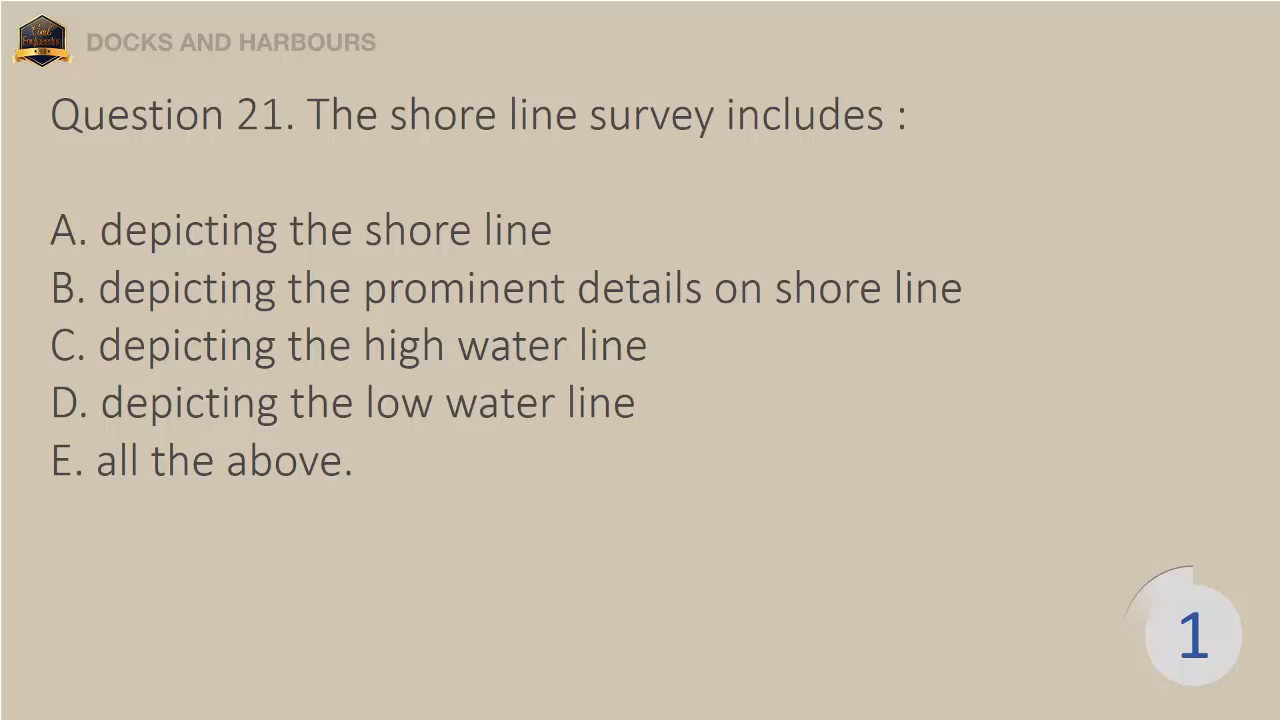 DOCKS AND HARBOURS
Question 21. The shore line survey includes :
A. depicting the shore line
B. depicting the prominent details on shore line
C. depicting the high water line
D. depicting the low water line
E. all the above.
1